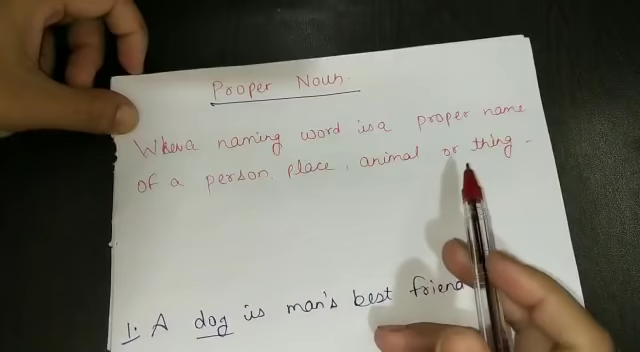 Proper Noun.
When a naming word is a proper name
of a person, place, animal or thing -
1. A dog is man's best friend